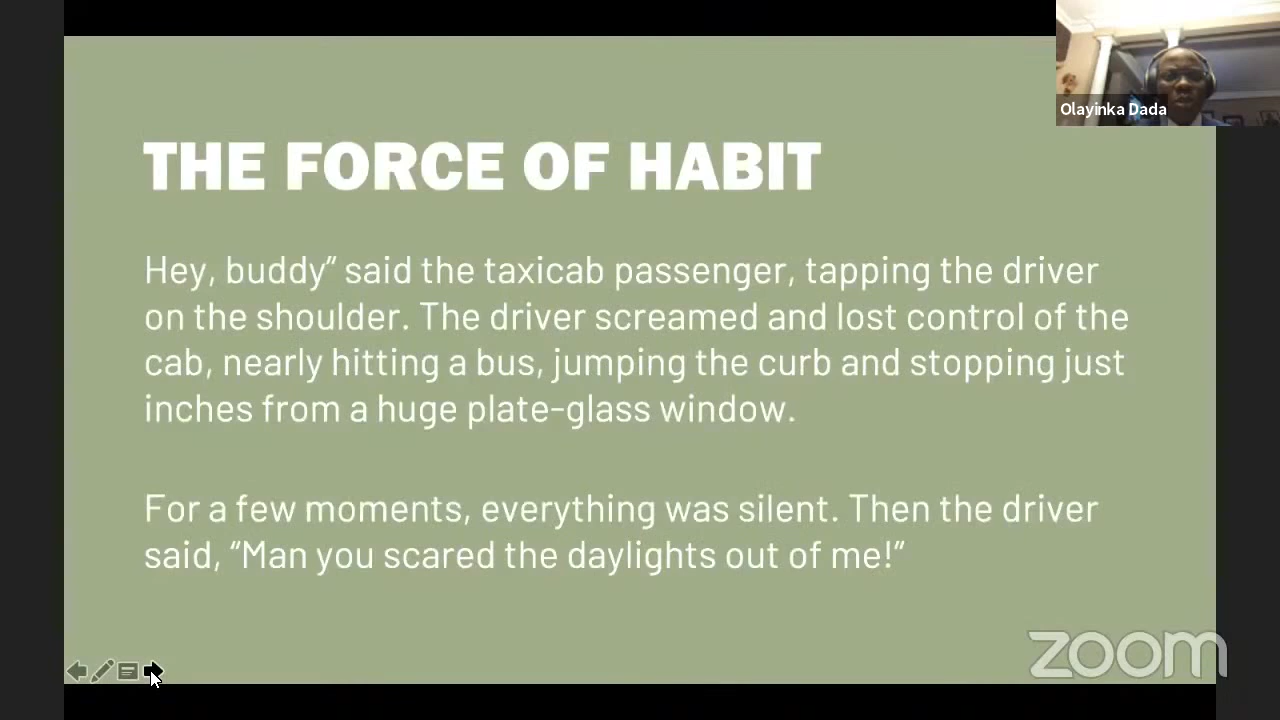 Olayinka Dada
THE FORCE OF HABIT
Hey, buddy” said the taxicab passenger, tapping the driver
on the shoulder. The driver screamed and lost control of the
cab, nearly hitting a bus, jumping the curb and stopping just
inches from a huge plate-glass window.
For a few moments, everything was silent. Then the driver
said, “Man you scared the daylights out of me!”
zoom